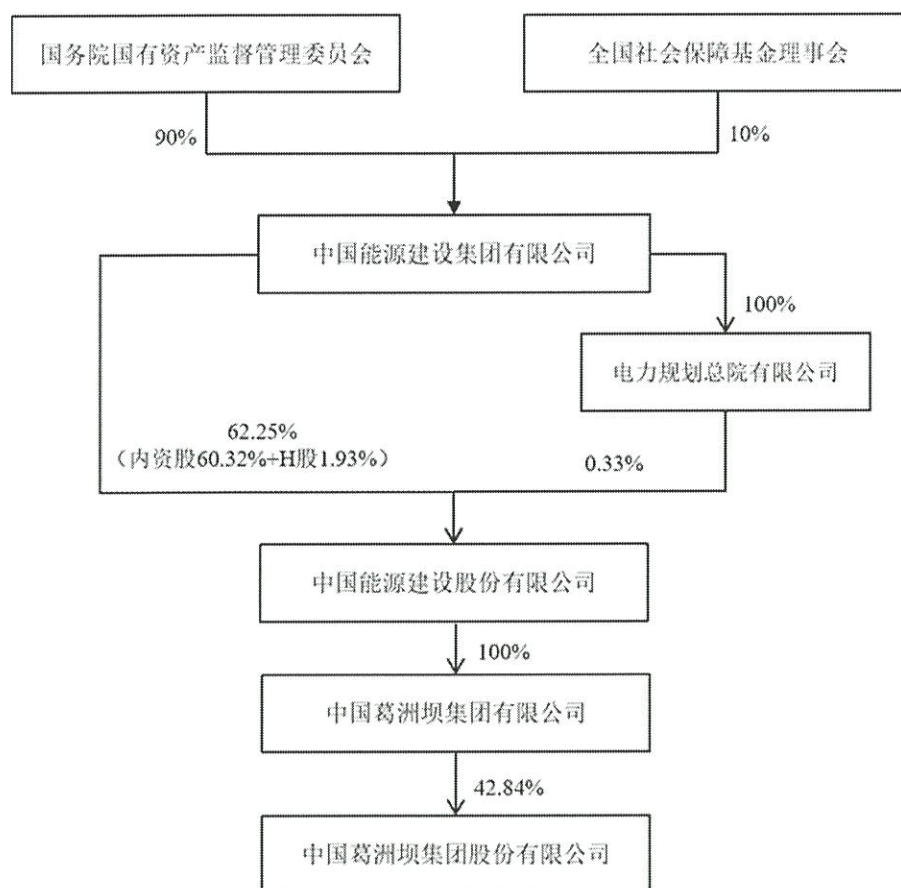 国务院国有资产监督管理委员会
全国社会保障基金理事会
90%
10%
中国能源建设集团有限公司
100%
电力规划总院有限公司
62.25%
（内资股60.32%+H股1.93%）
0.33%
中国能源建设股份有限公司
100%
中国葛洲坝集团有限公司
42.84%
中国葛洲坝集团股份有限公司